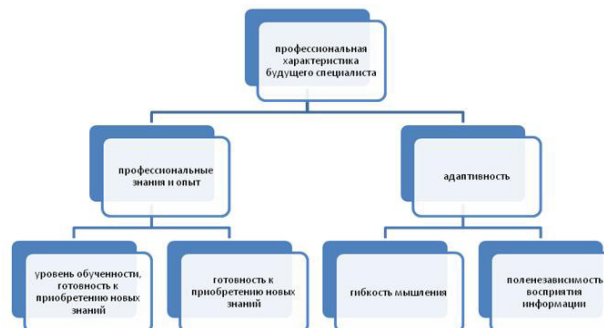 профессиональная
характеристика
будущего специалиста
профессиональные
знания и опыт
адаптивность
уровень обученности,
готовность к
приобретению новых
знаний
готовность к
приобретению новых
знаний
гибкость мышления
поленезависимость
восприятия
информации